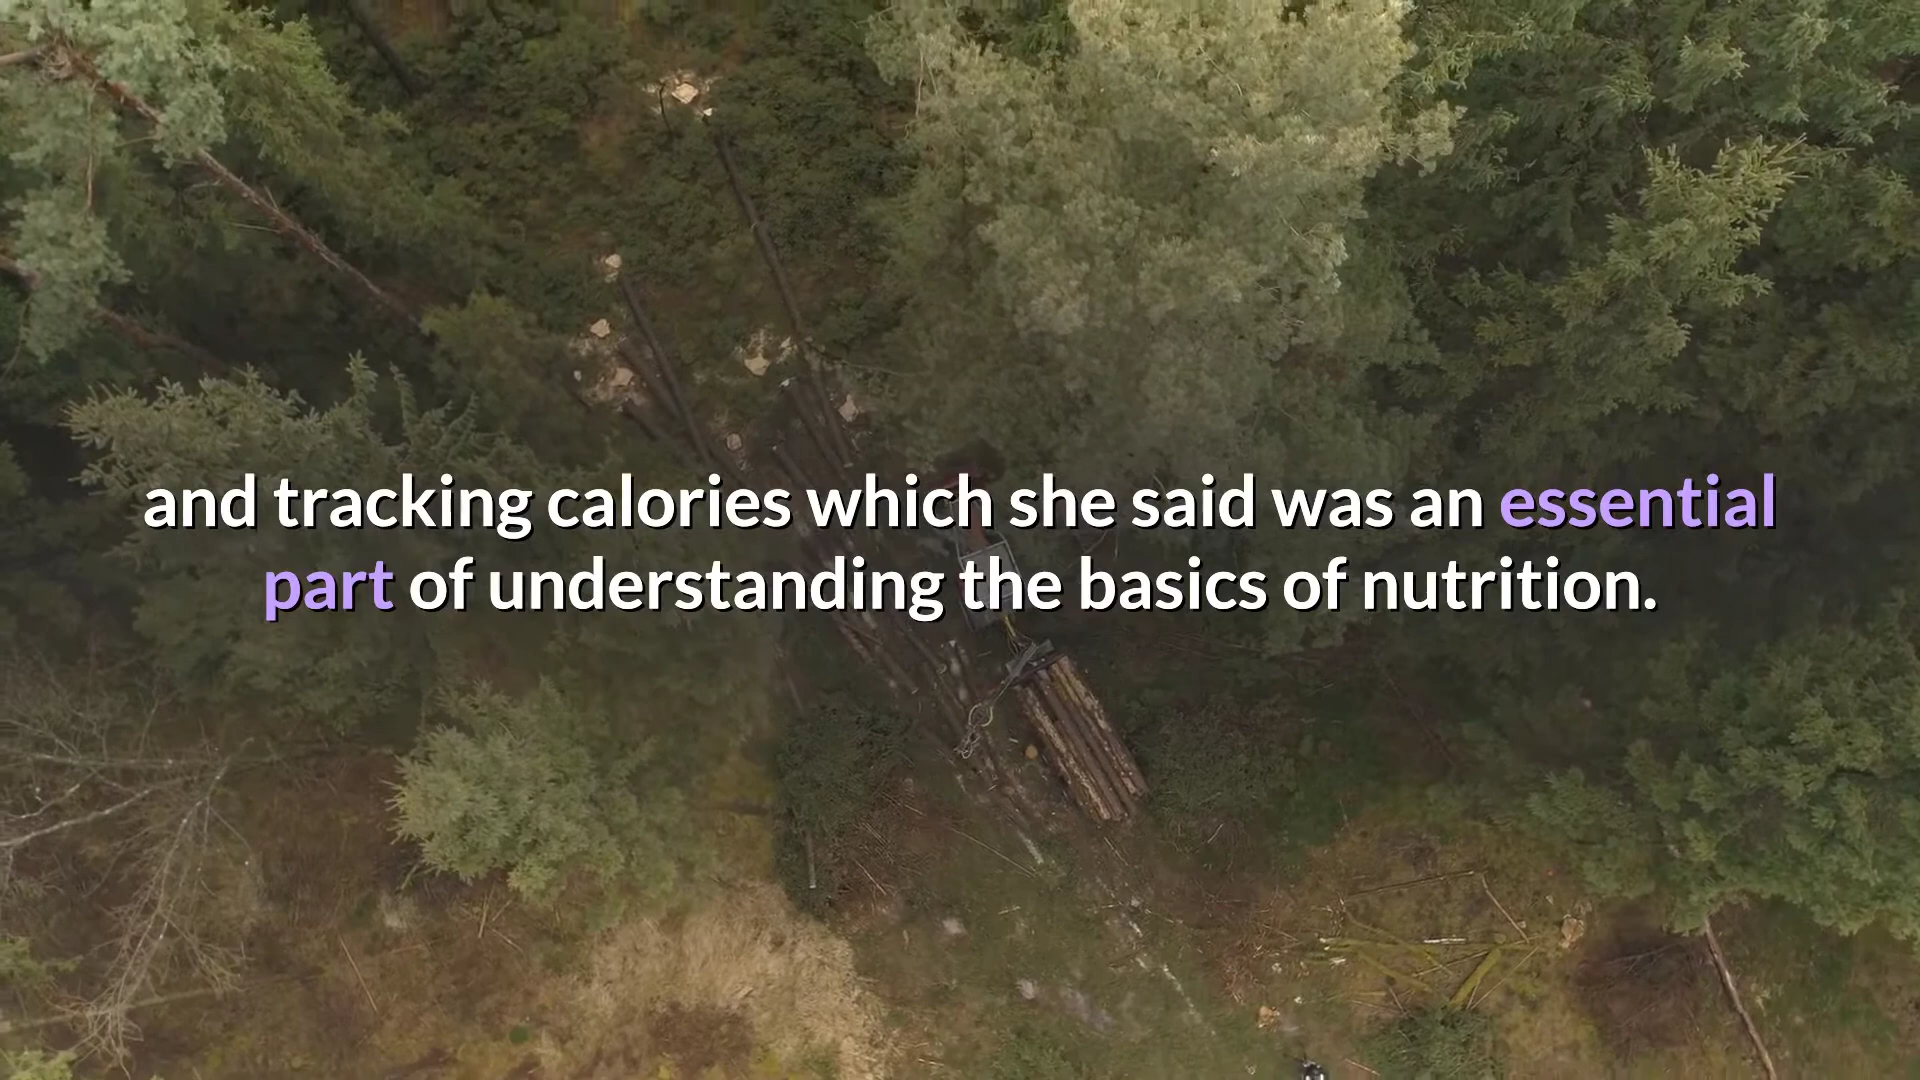 and tracking calories which she said was an essential
part of understanding the basics of nutrition.